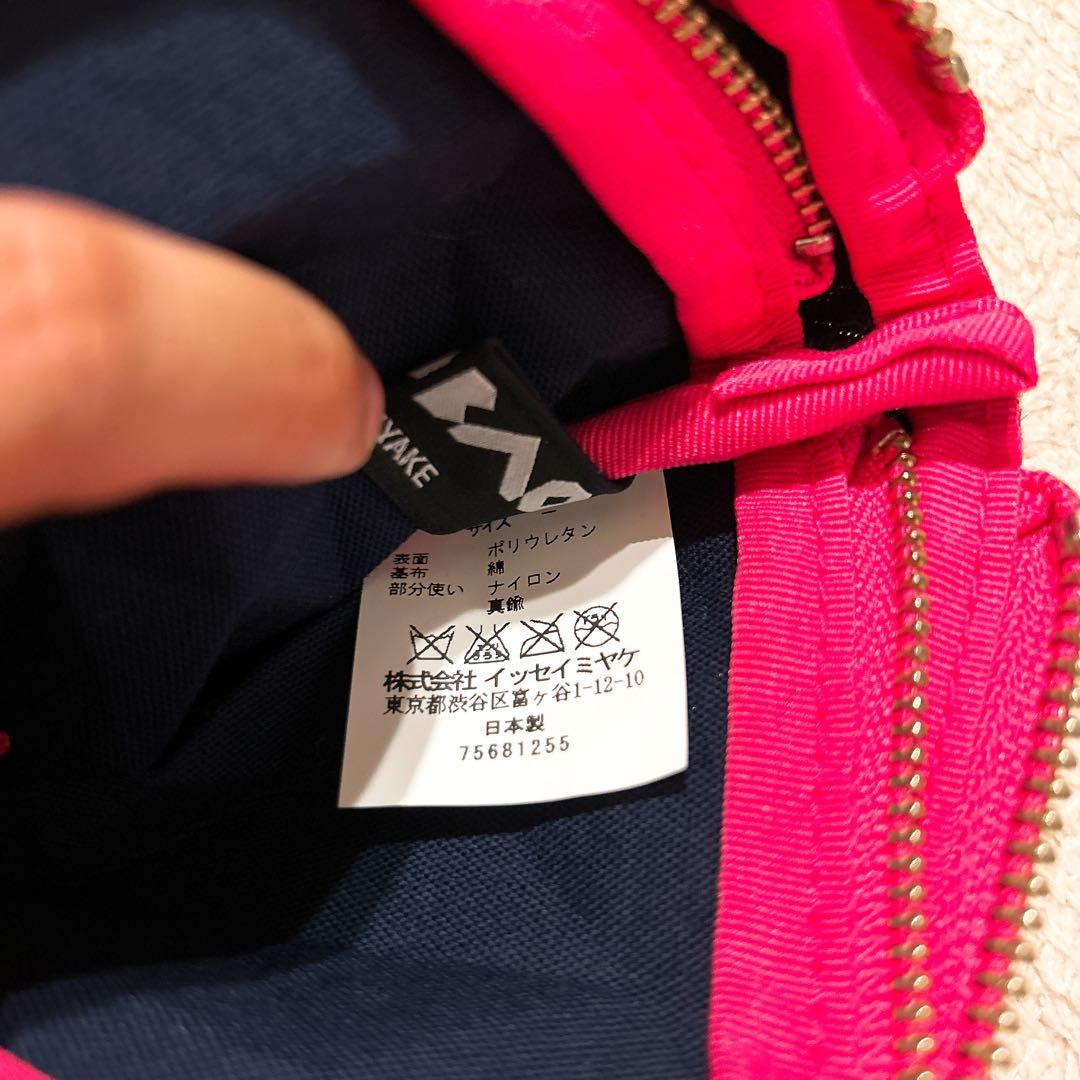 YAKE
サイズ
表面 ポリウレタン
基布 綿
部分使い ナイロン
真鍮
株式会社 イッセイミヤケ
東京都渋谷区富ヶ谷1-12-10
日本製
75681255